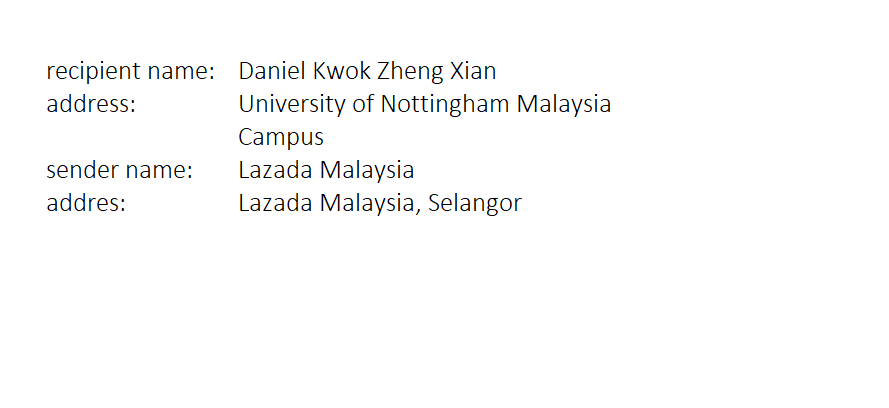 recipient name: Daniel Kwok Zheng Xian
address: University of Nottingham Malaysia
Campus
sender name: Lazada Malaysia
addres: Lazada Malaysia, Selangor